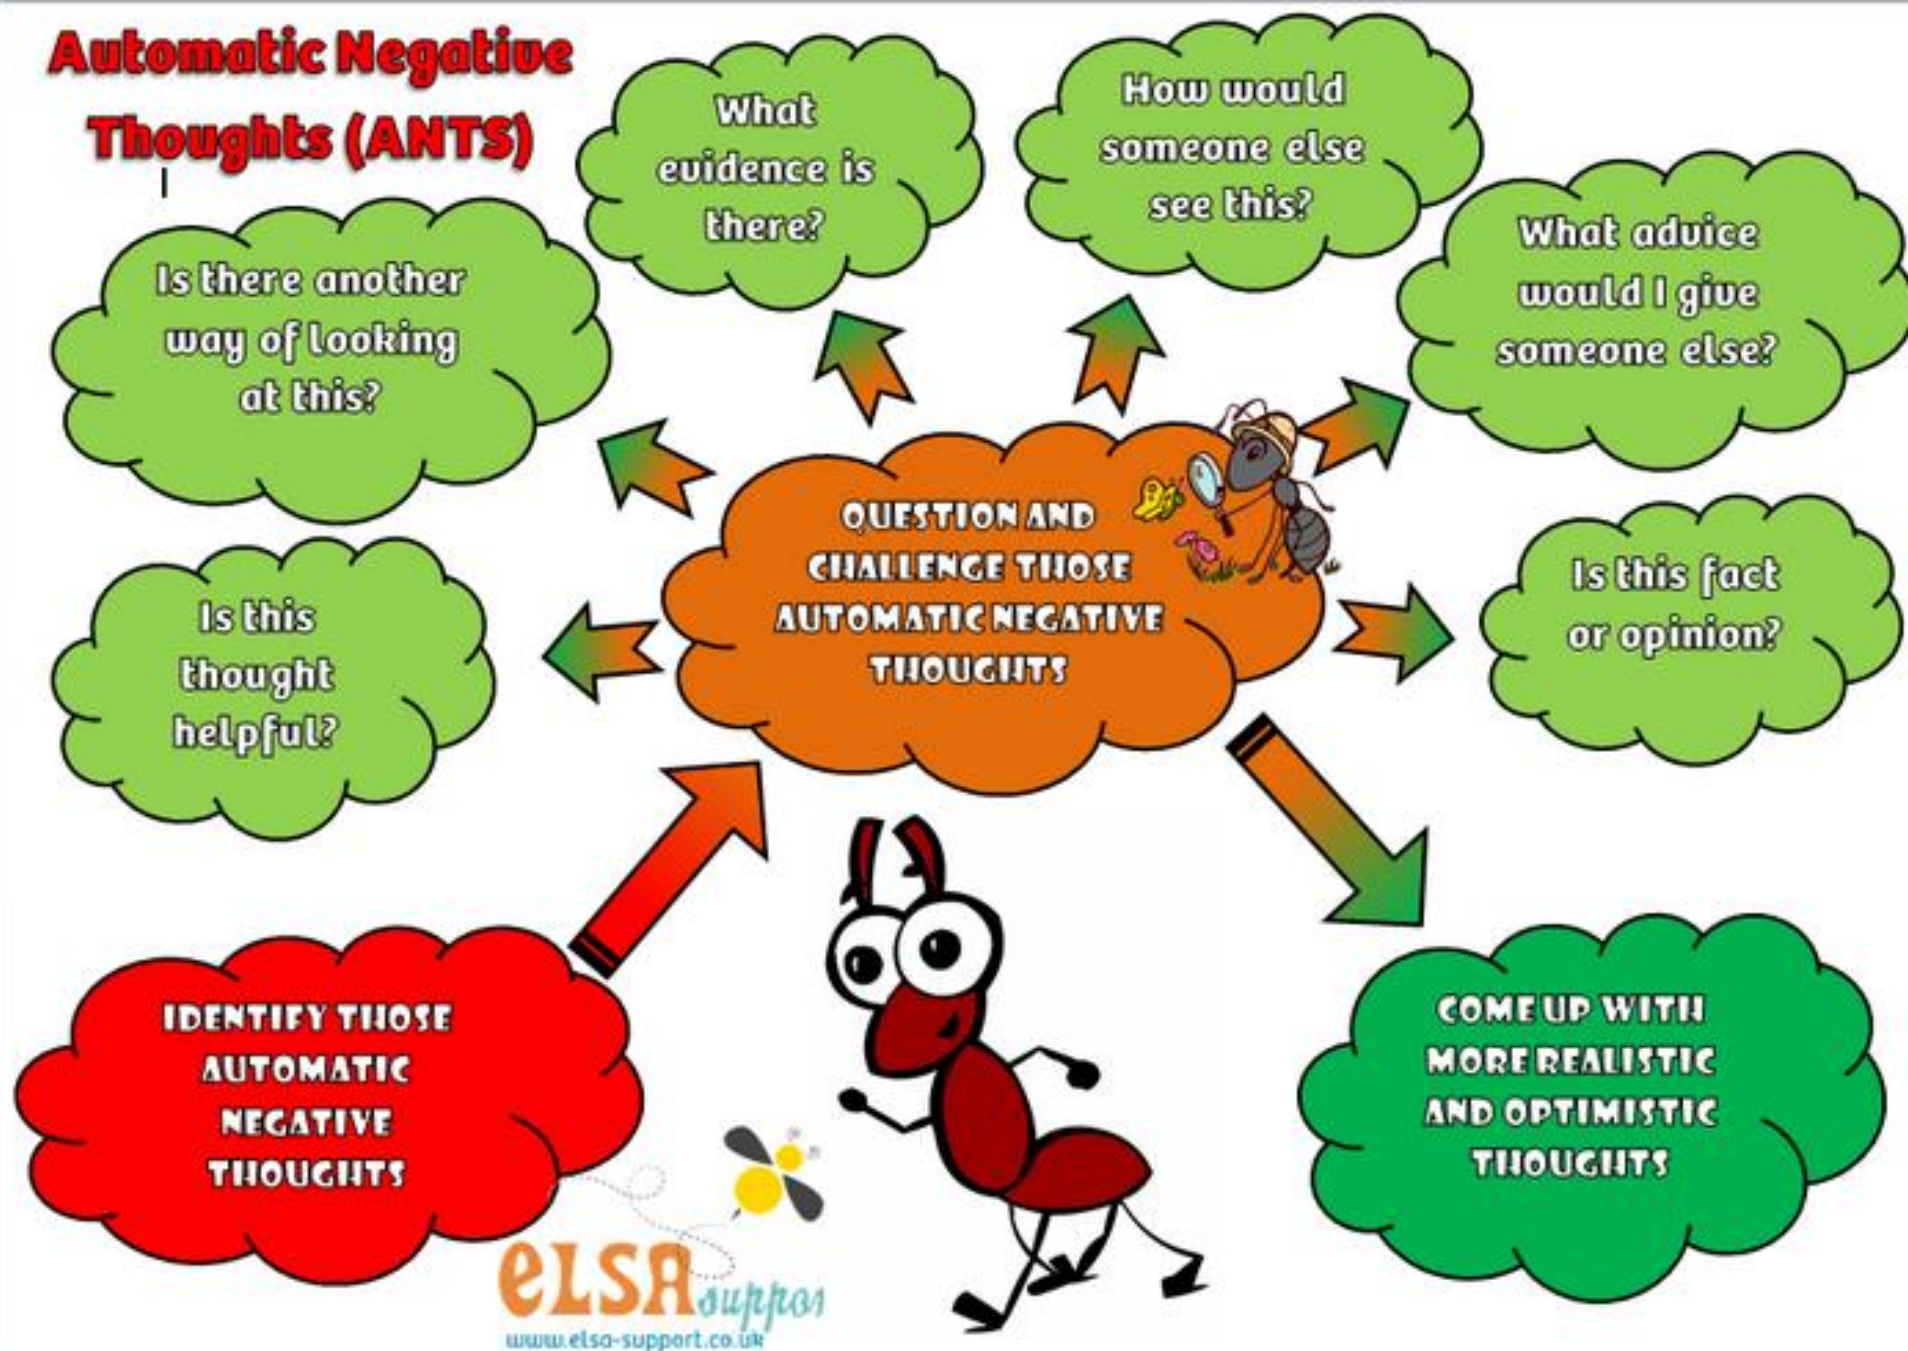 Automatic Negative
Thoughts (ANTS)
What
evidence is
there?
How would
someone else
see this?
What advice
would I give
someone else?
Is there another
way of looking
at this?
QUESTION AND
CHALLENGE THOSE
AUTOMATIC NEGATIVE
THOUGHTS
Is this fact
or opinion?
Is this
thought
helpful?
IDENTIFY THOSE
AUTOMATIC
NEGATIVE
THOUGHTS
COME UP WITH
MORE REALISTIC
AND OPTIMISTIC
THOUGHTS
eLSA
www.elsa-support.co.uk